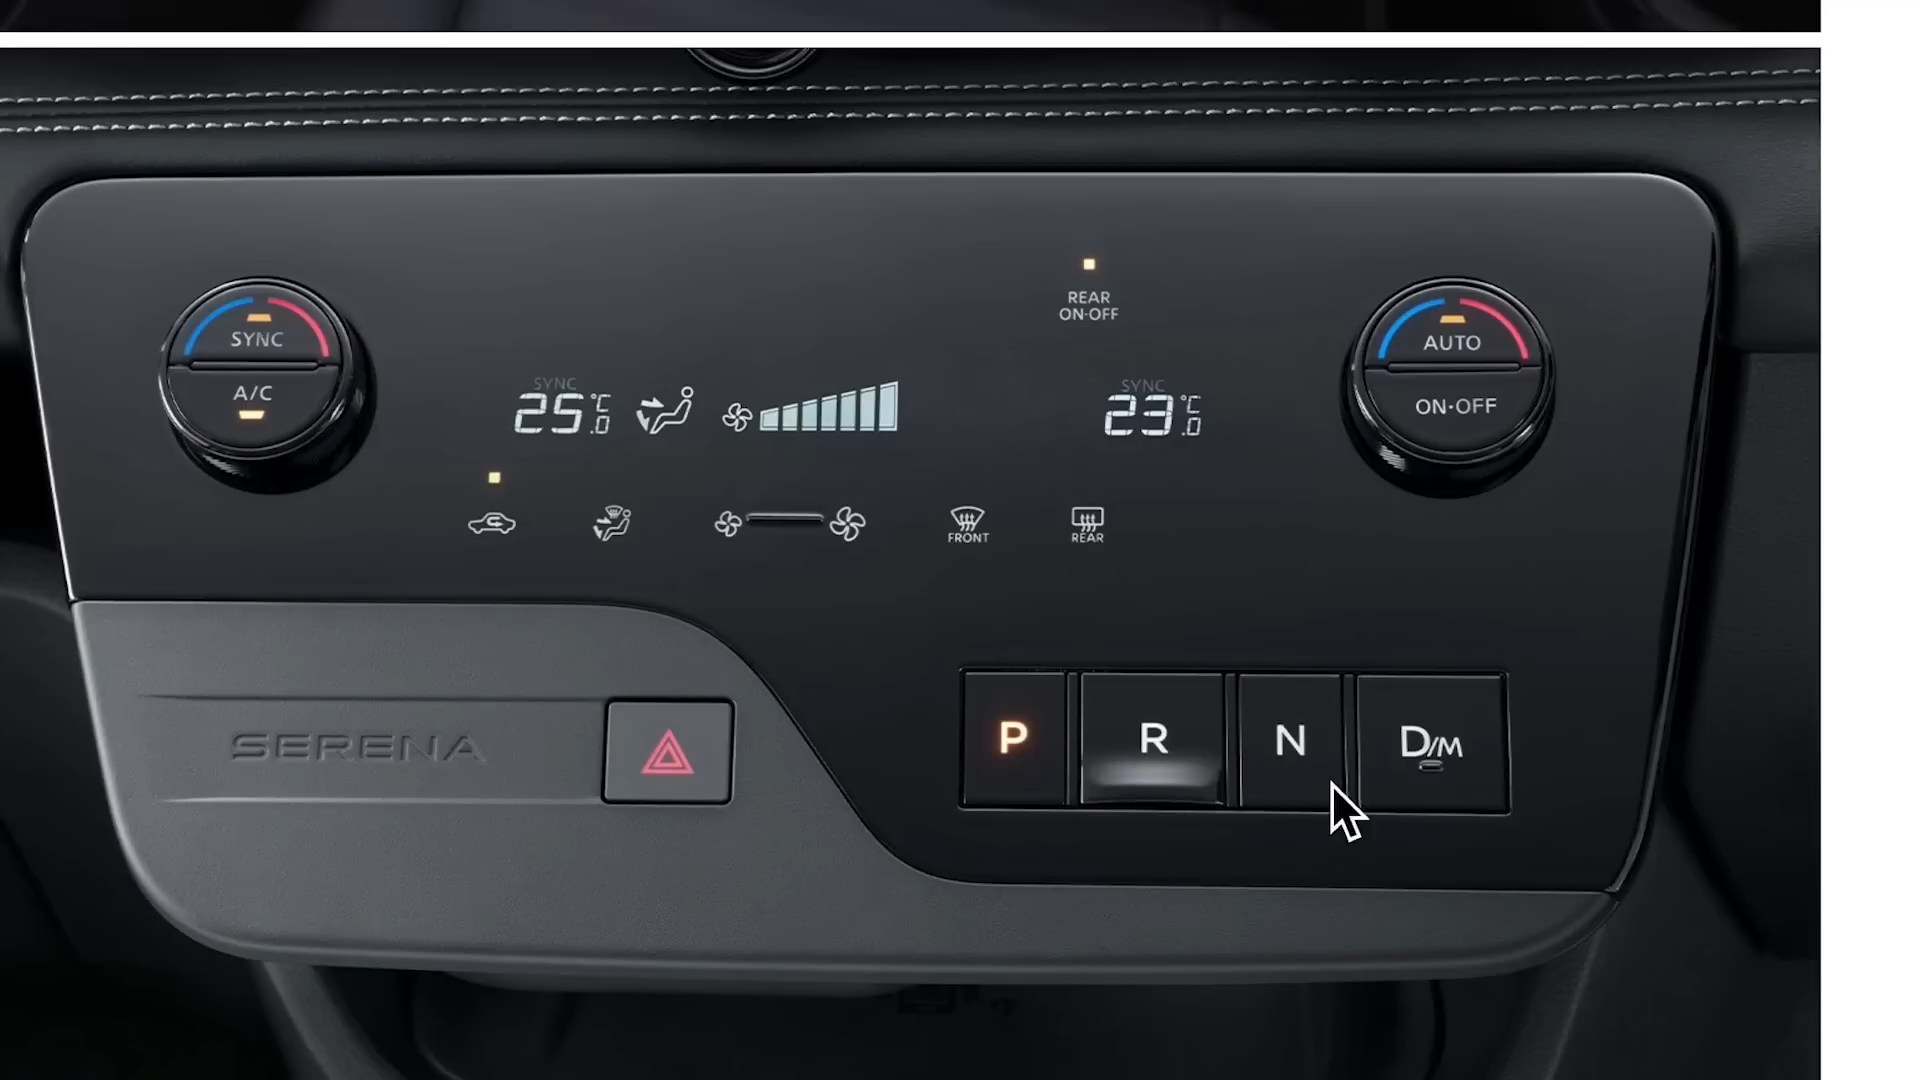 REAR
ON·OFF
SYNC
A/C
AUTO
ON·OFF
SYNC
25.0°C
SYNC
23.0°C
FRONT
REAR
SERENA
P
R
N
D/M